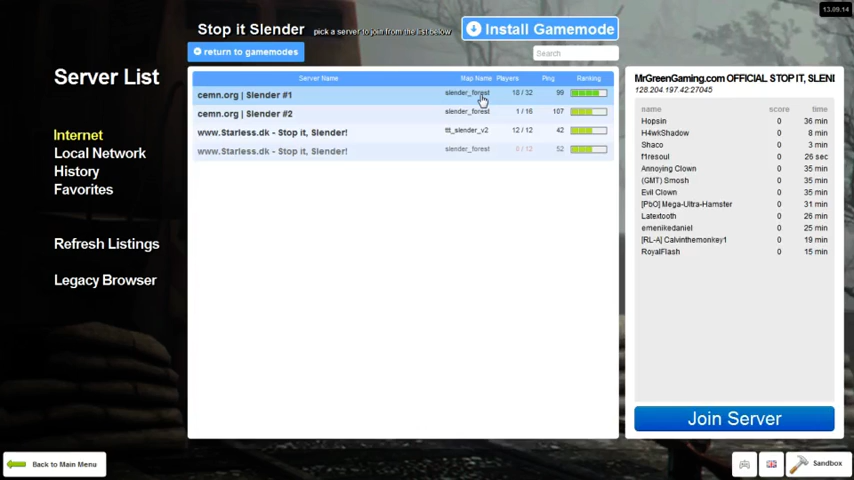 13.09.14
Stop it Slender pick a server to join from the list below
Install Gamemode
return to gamemodes
Search
Server List
Internet
Local Network
History
Favorites
Refresh Listings
Legacy Browser
Server Name Map Name Players Png Ranking
cemn.org | Slender #1 slender_forest 18 / 32 99
cemn.org | Slender #2 slender_forest 1 / 16 107
www.Starless.dk - Stop it, Slender! ttt_slender_v2 12 / 12 42
www.Starless.dk - Stop it, Slender! slender_forest 0 / 12 52
MrGreenGaming.com OFFICIAL STOP IT, SLEN
128.204.197.42:27045
name score time
Hopsin 0 36 min
H4wkShadow 0 8 min
Shaco 0 3 min
f1resoul 0 26 sec
Annoying Clown 0 35 min
(GMT) Smosh 0 35 min
Evil Clown 0 35 min
[PbO] Mega-Ultra-Hamster 0 31 min
Latextooth 0 26 min
emenikedaniel 0 25 min
[RL-A] Calvinthemonkey1 0 19 min
RoyalFlash 0 15 min
Join Server
Back to Main Menu
Sandbox